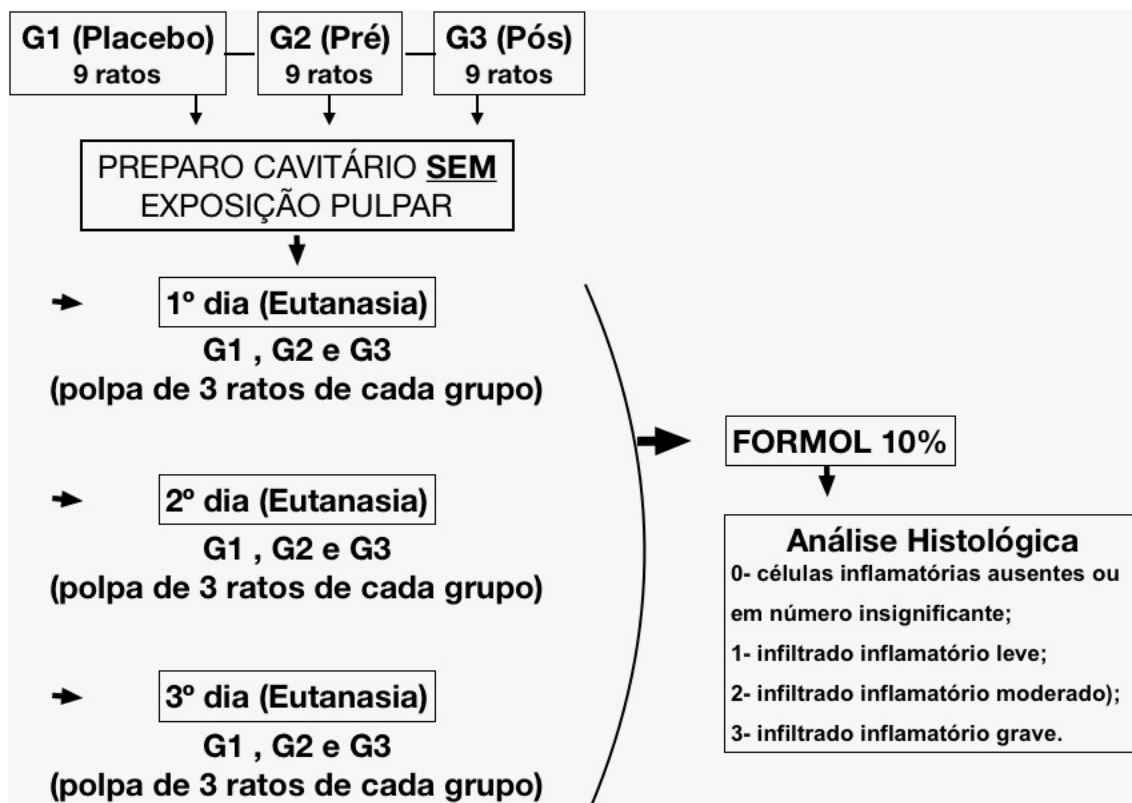 G1 (Placebo)
9 ratos
G2 (Pré)
9 ratos
G3 (Pós)
9 ratos
PREPARO CAVITÁRIO SEM
EXPOSIÇÃO PULPAR
1º dia (Eutanasia)
G1 , G2 e G3
(polpa de 3 ratos de cada grupo)
2º dia (Eutanasia)
G1 , G2 e G3
(polpa de 3 ratos de cada grupo)
3º dia (Eutanasia)
G1 , G2 e G3
(polpa de 3 ratos de cada grupo)
FORMOL 10%
Análise Histológica
0- células inflamatórias ausentes ou
em número insignificante;
1- infiltrado inflamatório leve;
2- infiltrado inflamatório moderado);
3- infiltrado inflamatório grave.